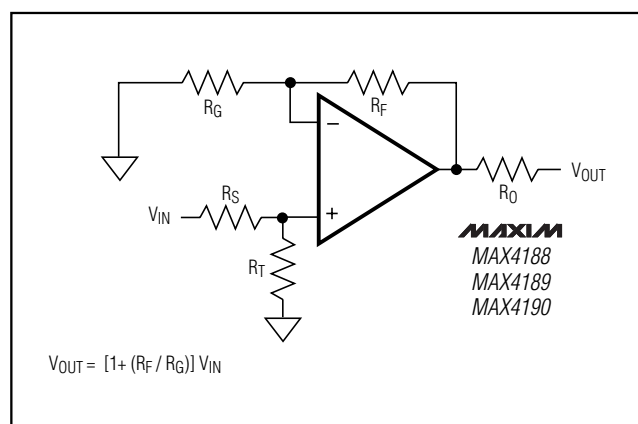 RG
RF
−
VOUT
RO
RS
VIN
+
RT
MAXIM
MAX4188
MAX4189
MAX4190
VOUT = [1+ (RF / RG)] VIN